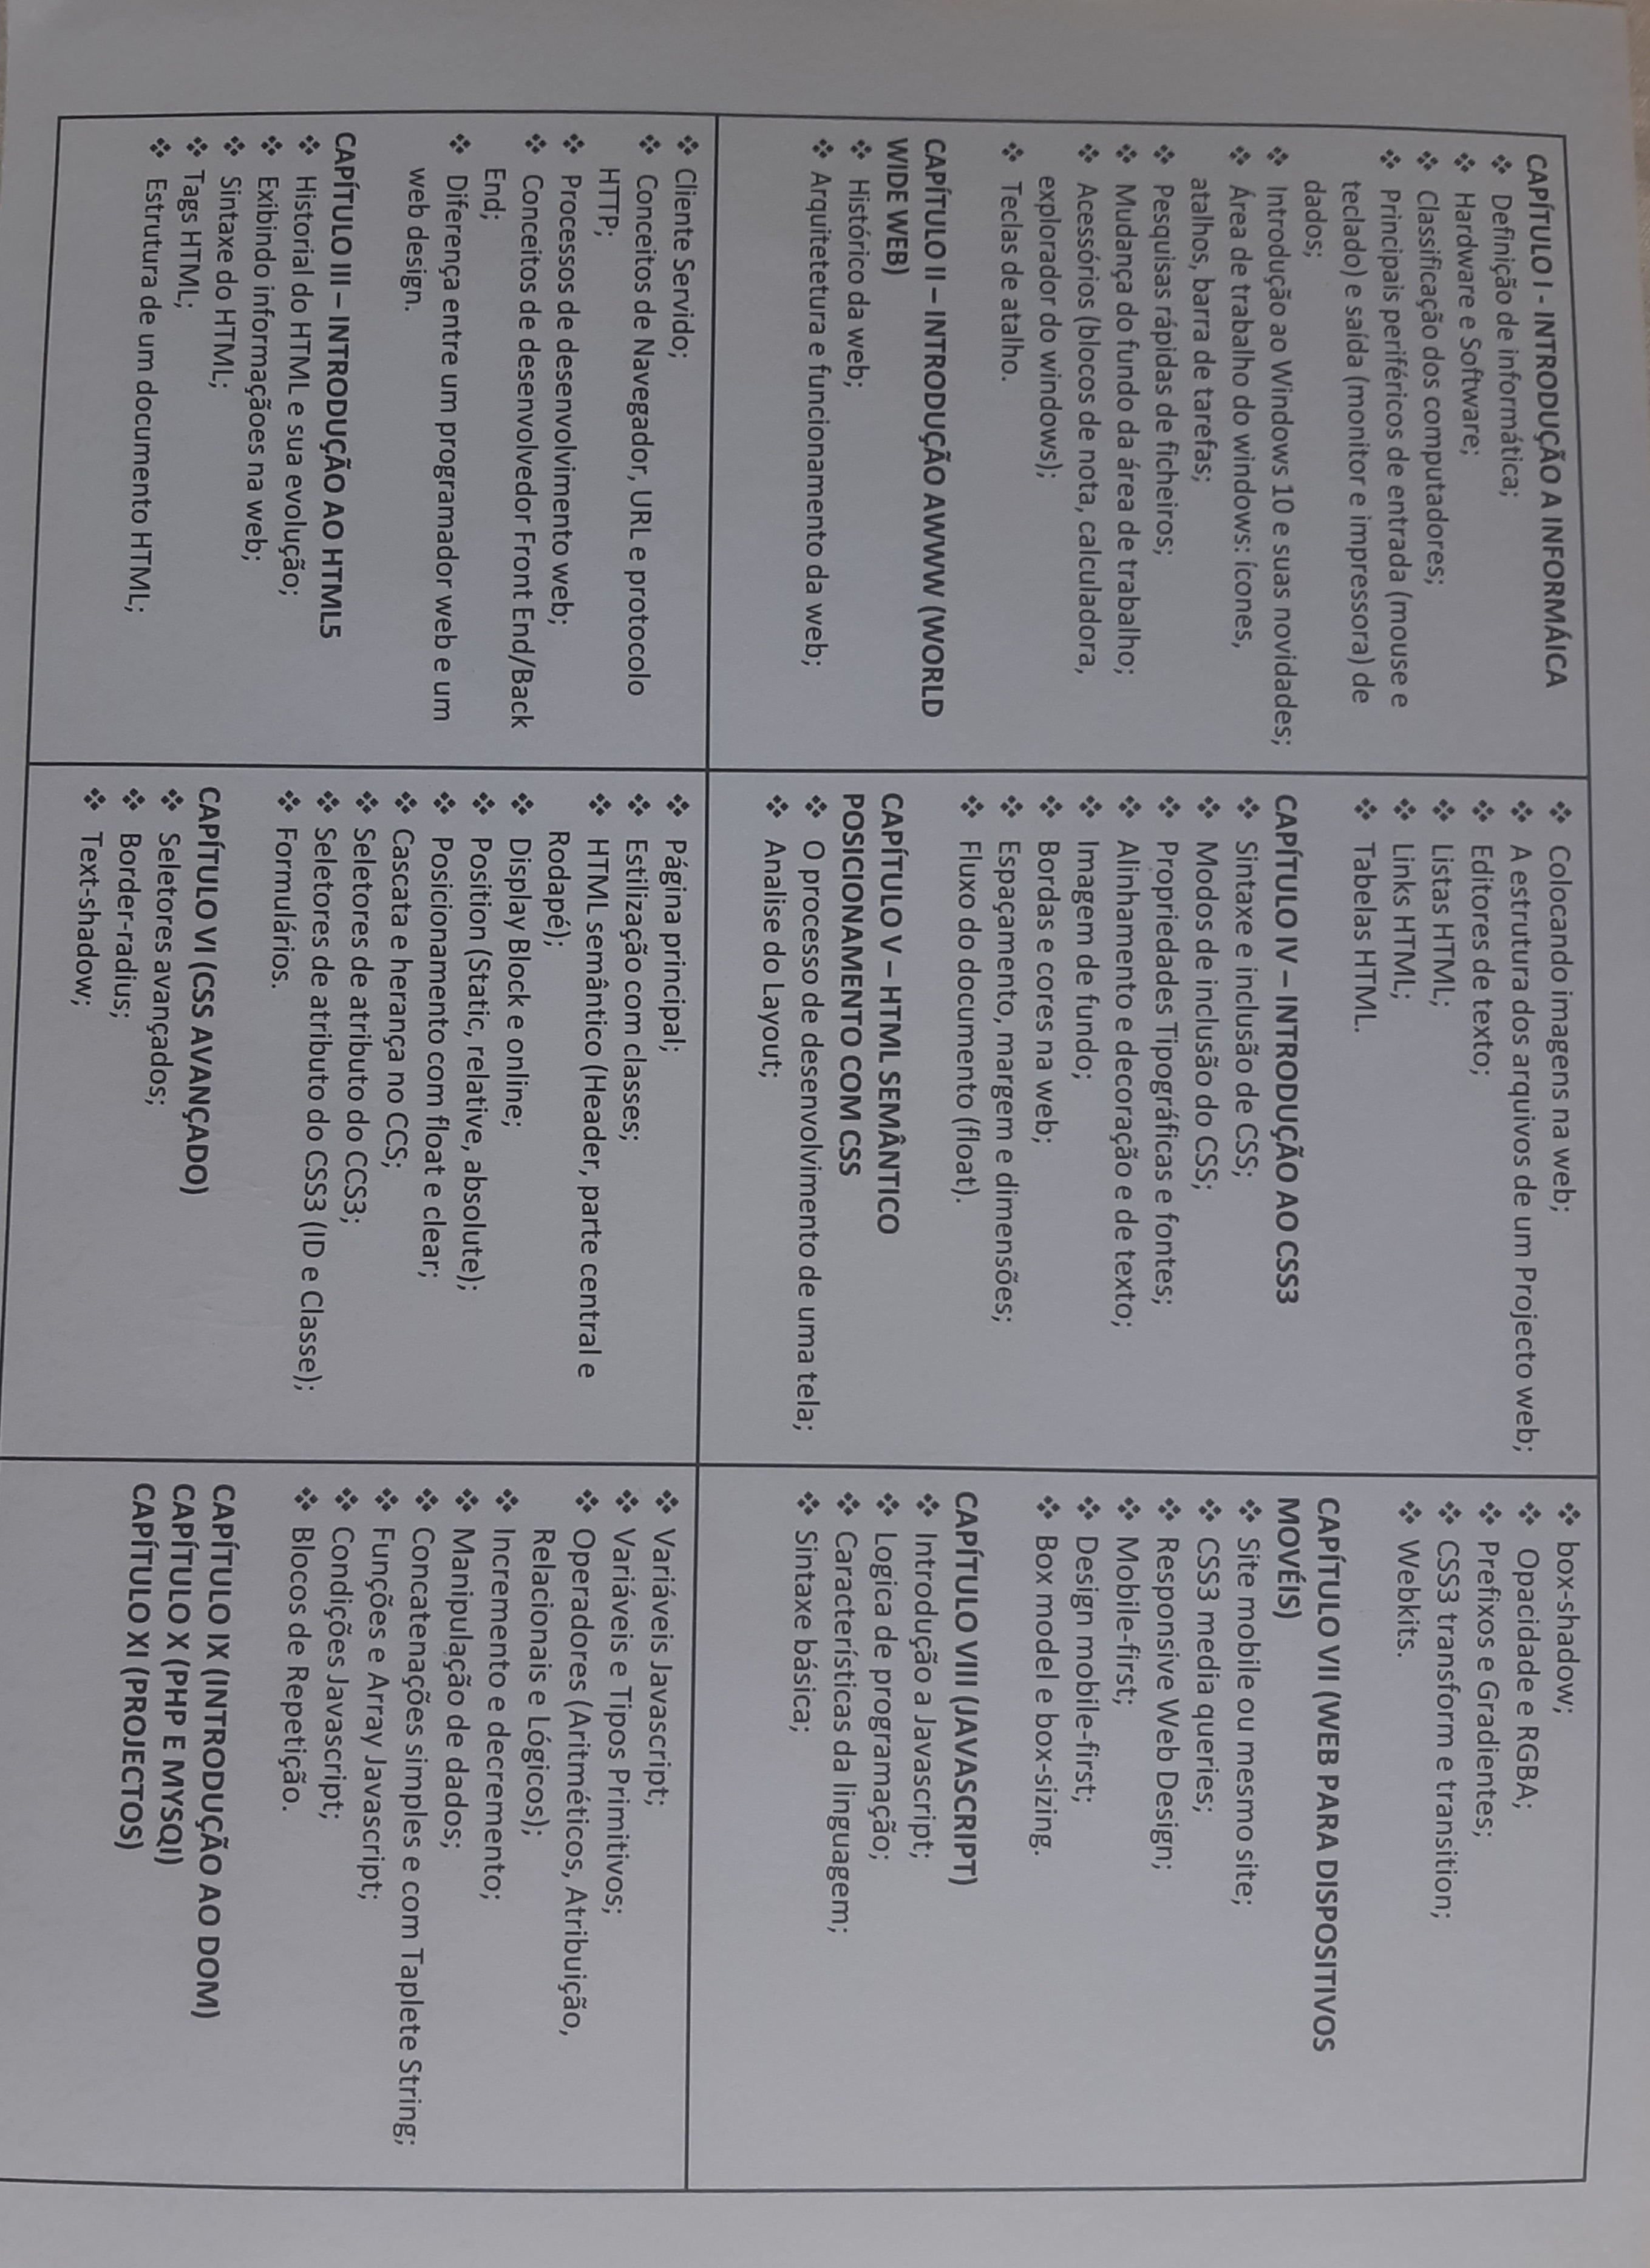 CAPÍTULO I - INTRODUÇÃO A INFORMÁICA
❖ Definição de informática;
❖ Hardware e Software;
❖ Classificação dos computadores;
❖ Principais periféricos de entrada (mouse e
teclado) e saída (monitor e impressora) de
dados;
❖ Introdução ao Windows 10 e suas novidades;
❖ Área de trabalho do windows: ícones,
atalhos, barra de tarefas;
❖ Pesquisas rápidas de ficheiros;
❖ Mudança do fundo da área de trabalho;
❖ Acessórios (blocos de nota, calculadora,
explorador do windows);
❖ Teclas de atalho.
CAPÍTULO II – INTRODUÇÃO AWWW (WORLD
WIDE WEB)
❖ Histórico da web;
❖ Arquitetetura e funcionamento da web;
❖ Cliente Servido;
❖ Conceitos de Navegador, URL e protocolo
HTTP;
❖ Processos de desenvolvimento web;
❖ Conceitos de desenvolvedor Front End/Back
End;
❖ Diferença entre um programador web e um
web design.
CAPÍTULO III – INTRODUÇÃO AO HTML5
❖ Historial do HTML e sua evolução;
❖ Exibindo informaçãoes na web;
❖ Sintaxe do HTML;
❖ Tags HTML;
❖ Estrutura de um documento HTML;
❖ Colocando imagens na web;
❖ A estrutura dos arquivos de um Projecto web;
❖ Editores de texto;
❖ Listas HTML;
❖ Links HTML;
❖ Tabelas HTML.
CAPÍTULO IV – INTRODUÇÃO AO CSS3
❖ Sintaxe e inclusão de CSS;
❖ Modos de inclusão do CSS;
❖ Propriedades Tipográficas e fontes;
❖ Alinhamento e decoração e de texto;
❖ Imagem de fundo;
❖ Bordas e cores na web;
❖ Espaçamento, margem e dimensões;
❖ Fluxo do documento (float).
CAPÍTULO V – HTML SEMÂNTICO
POSICIONAMENTO COM CSS
❖ O processo de desenvolvimento de uma tela;
❖ Analise do Layout;
❖ Página principal;
❖ Estilização com classes;
❖ HTML semântico (Header, parte central e
Rodapé);
❖ Display Block e online;
❖ Position (Static, relative, absolute);
❖ Posicionamento com float e clear;
❖ Cascata e herança no CCS;
❖ Seletores de atributo do CCS3;
❖ Seletores de atributo do CSS3 (ID e Classe);
❖ Formulários.
CAPÍTULO VI (CSS AVANÇADO)
❖ Seletores avançados;
❖ Border-radius;
❖ Text-shadow;
❖ box-shadow;
❖ Opacidade e RGBA;
❖ Prefixos e Gradientes;
❖ CSS3 transform e transition;
❖ Webkits.
CAPÍTULO VII (WEB PARA DISPOSITIVOS
MOVÉIS)
❖ Site mobile ou mesmo site;
❖ CSS3 media queries;
❖ Responsive Web Design;
❖ Mobile-first;
❖ Design mobile-first;
❖ Box model e box-sizing.
CAPÍTULO VIII (JAVASCRIPT)
❖ Introdução a Javascript;
❖ Logica de programação;
❖ Características da linguagem;
❖ Sintaxe básica;
❖ Variáveis Javascript;
❖ Variáveis e Tipos Primitivos;
❖ Operadores (Aritméticos, Atribuição,
Relacionais e Lógicos);
❖ Incremento e decremento;
❖ Manipulação de dados;
❖ Concatenações simples e com Taplete String;
❖ Funções e Array Javascript;
❖ Condições Javascript;
❖ Blocos de Repetição.
CAPÍTULO IX (INTRODUÇÃO AO DOM)
CAPÍTULO X (PHP E MYSQI)
CAPÍTULO XI (PROJECTOS)